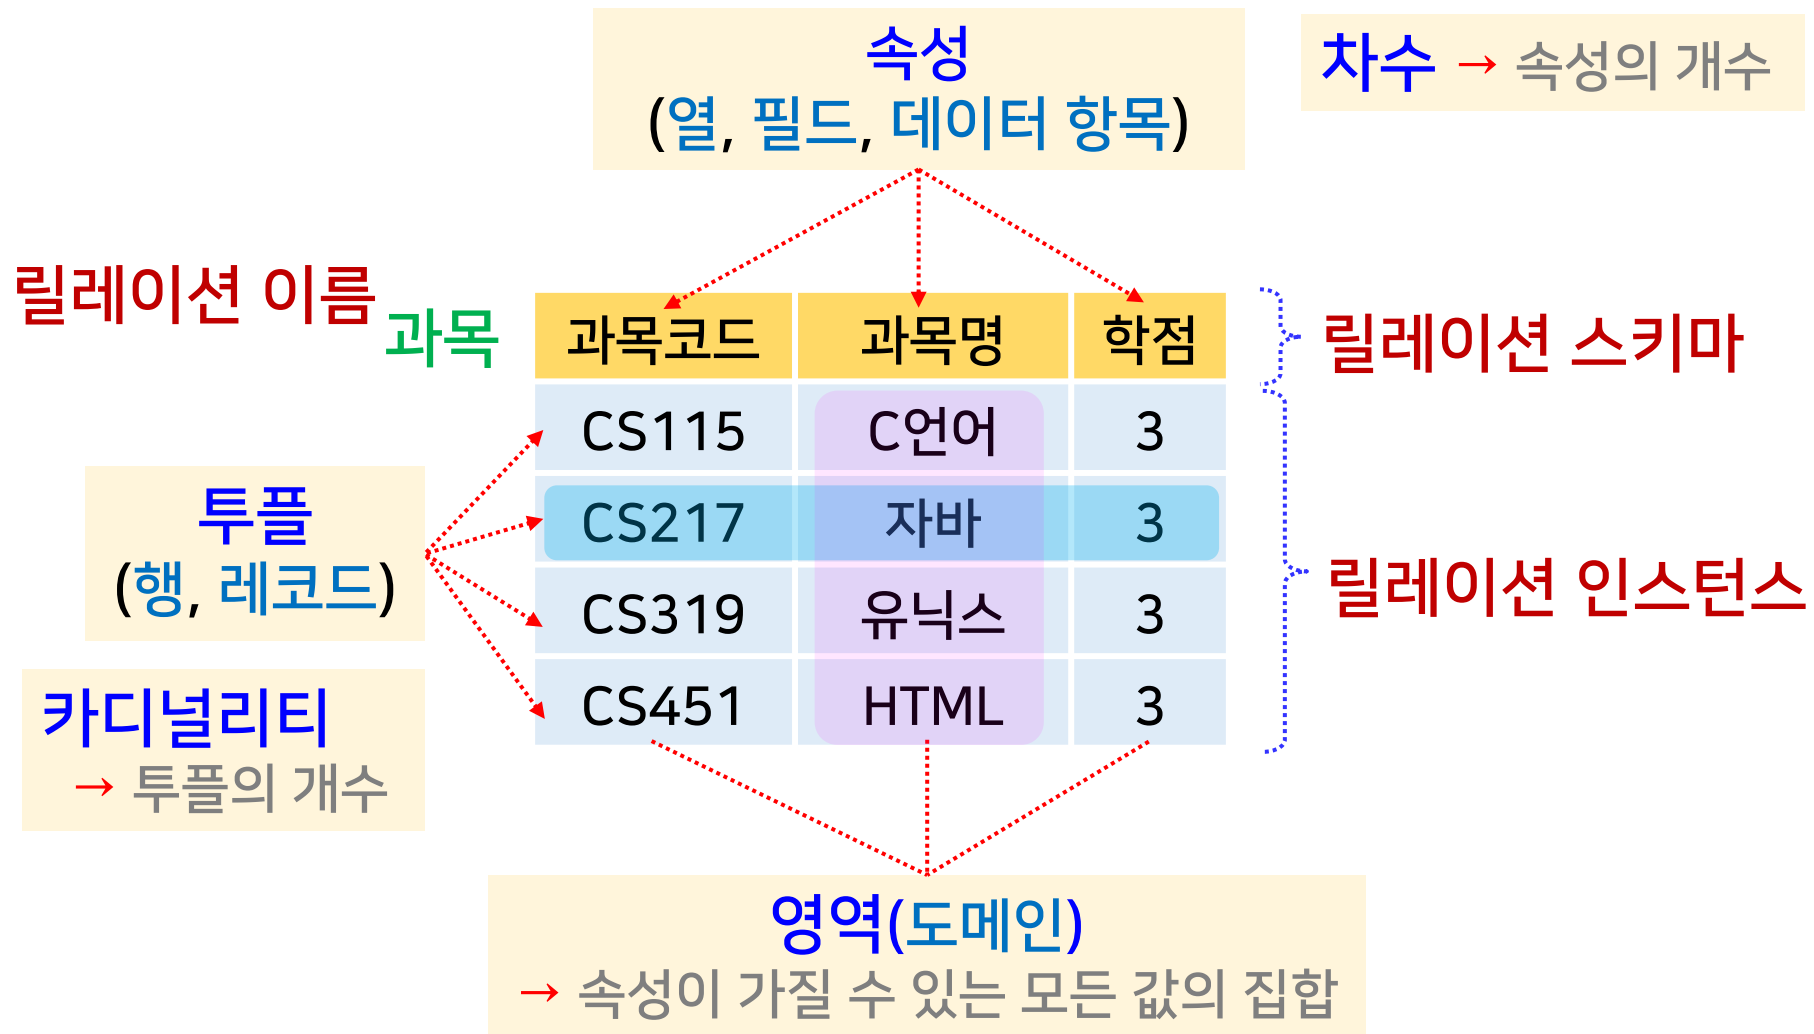 속성
(열, 필드, 데이터 항목)
차수 → 속성의 개수
릴레이션 이름
과목
과목코드 과목명 학점
릴레이션 스키마
CS115 C언어 3
CS217 자바 3
CS319 유닉스 3
CS451 HTML 3
투플
(행, 레코드)
릴레이션 인스턴스
카디널리티
→ 투플의 개수
영역(도메인)
→ 속성이 가질 수 있는 모든 값의 집합